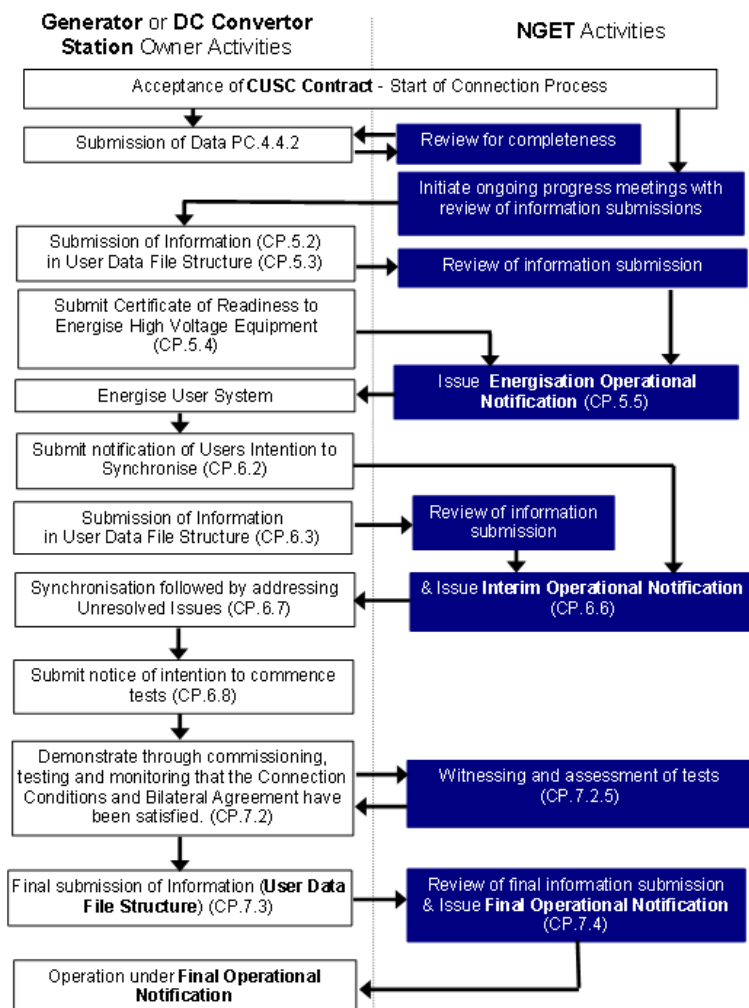 Generator or DC Convertor
Station Owner Activities
NGET Activities
Acceptance of CUSC Contract - Start of Connection Process
Submission of Data PC.4.4.2
Review for completeness
Initiate ongoing progress meetings with
review of information submissions
Submission of Information (CP.5.2)
in User Data File Structure (CP.5.3)
Review of information submission
Submit Certificate of Readiness to
Energise High Voltage Equipment
(CP.5.4)
Issue Energisation Operational
Notification (CP.5.5)
Energise User System
Submit notification of Users Intention to
Synchronise (CP.6.2)
Submission of Information
in User Data File Structure (CP.6.3)
Review of information
submission
Synchronisation followed by addressing
Unresolved Issues (CP.6.7)
& Issue Interim Operational Notification
(CP.6.6)
Submit notice of intention to commence
tests (CP.6.8)
Demonstrate through commissioning,
testing and monitoring that the Connection
Conditions and Bilateral Agreement have
been satisfied. (CP.7.2)
Witnessing and assessment of tests
(CP.7.2.5)
Final submission of Information (User Data
File Structure) (CP.7.3)
Review of final information submission
& Issue Final Operational Notification
(CP.7.4)
Operation under Final Operational
Notification